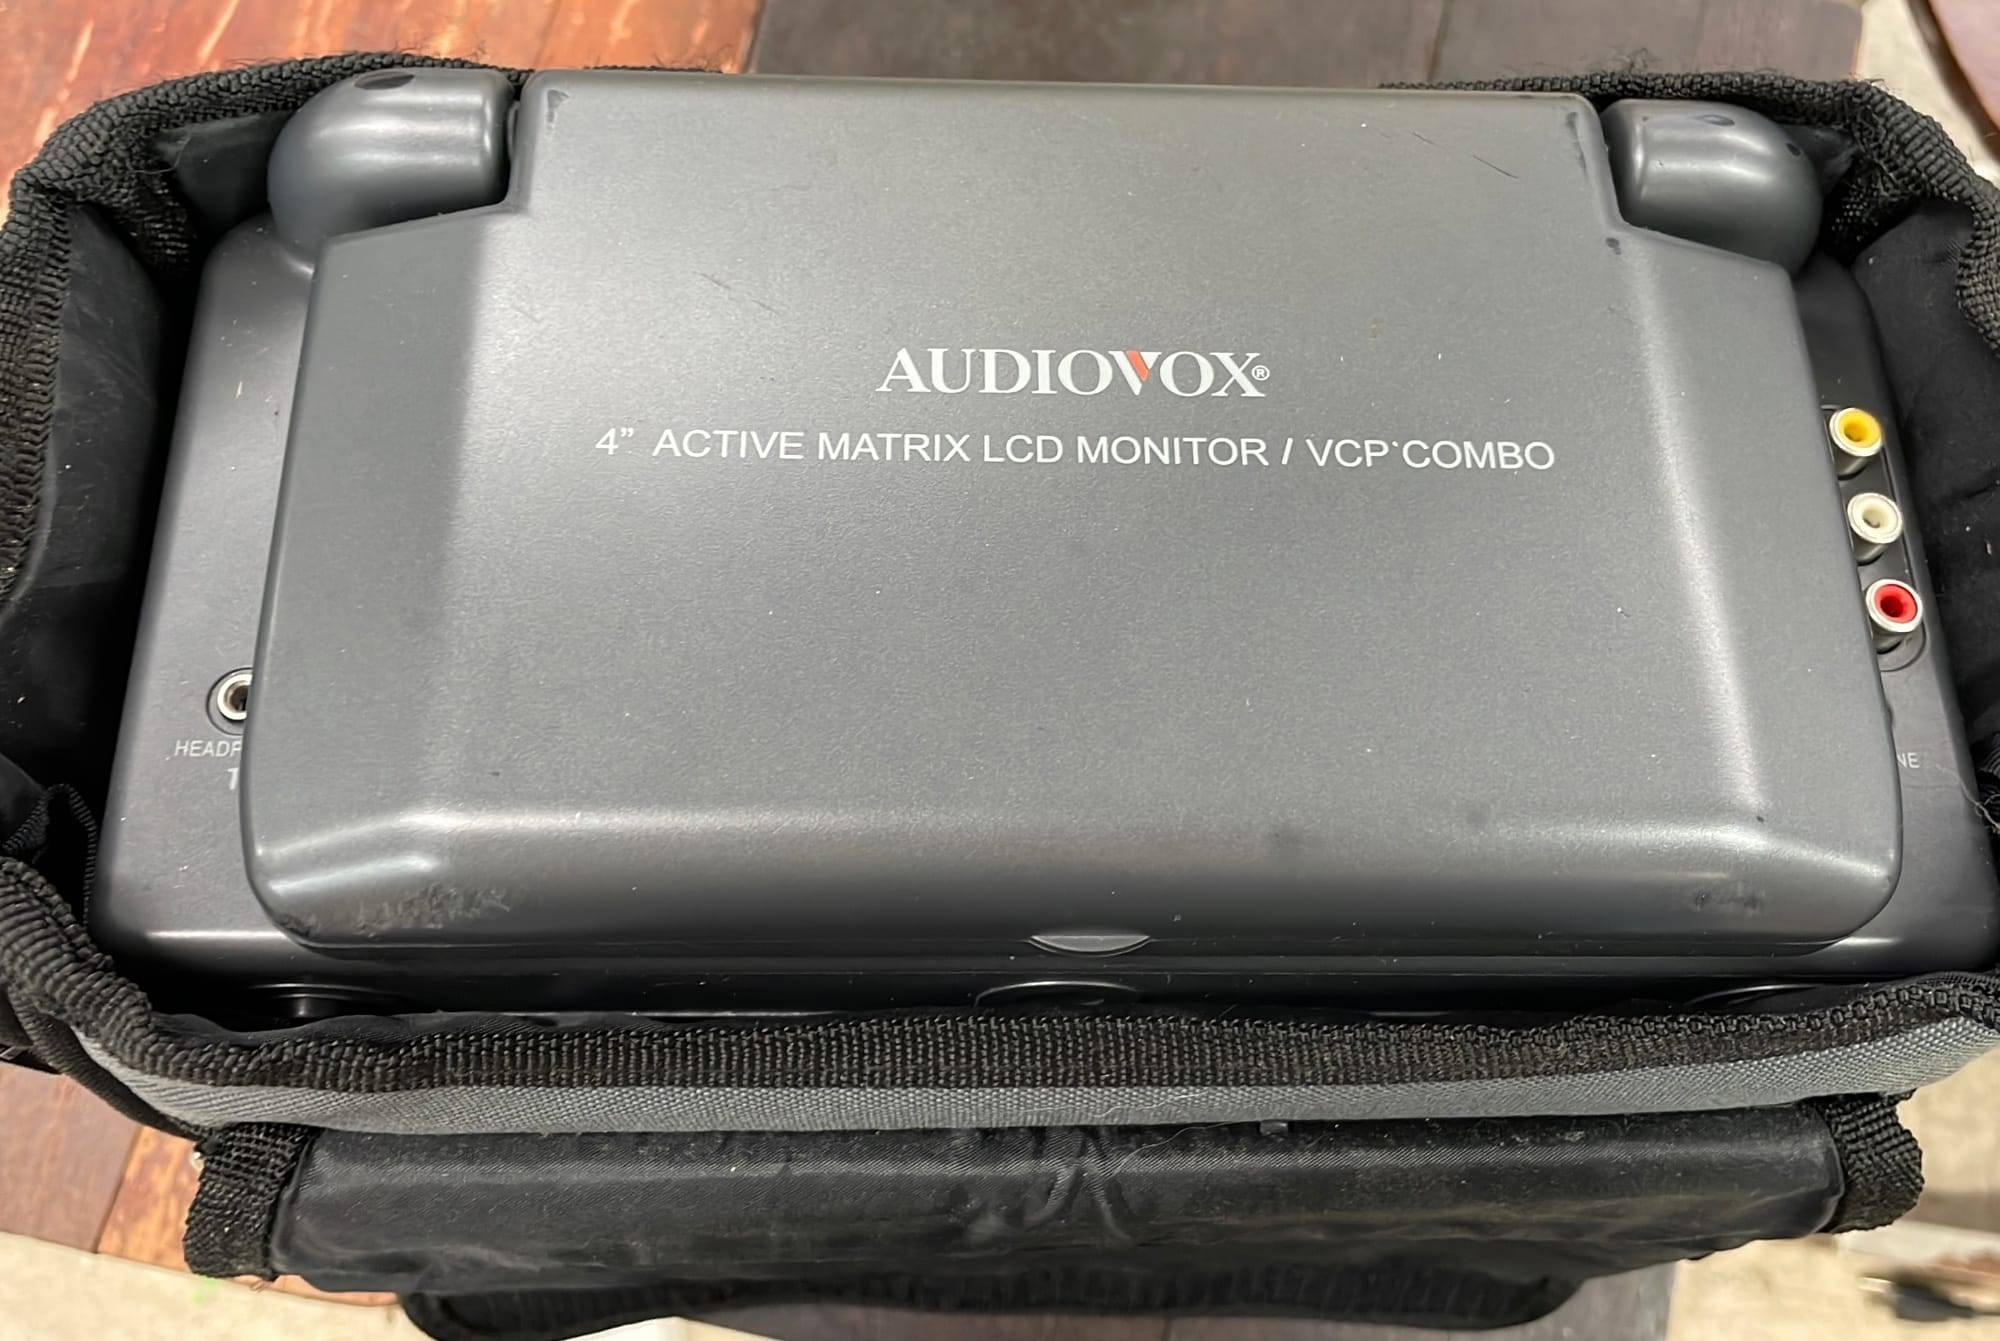 AUDIOVOX®
4” ACTIVE MATRIX LCD MONITOR / VCP COMBO